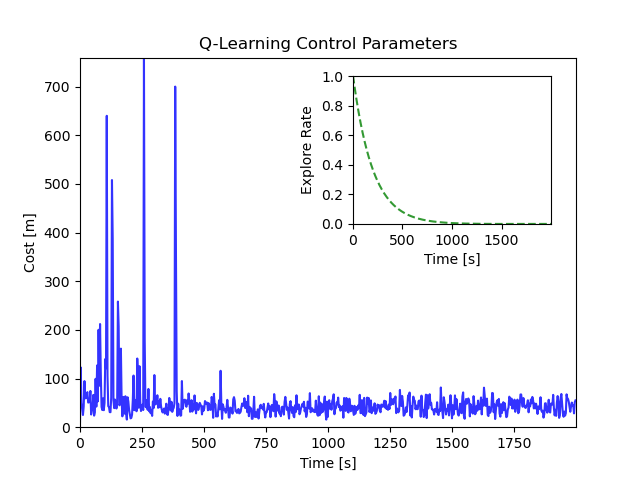 Q-Learning Control Parameters
Cost [m]
700
600
500
400
300
200
100
0
0 250 500 750 1000 1250 1500 1750
Time [s]
Explore Rate
1.0
0.8
0.6
0.4
0.2
0.0
0 500 1000 1500
Time [s]